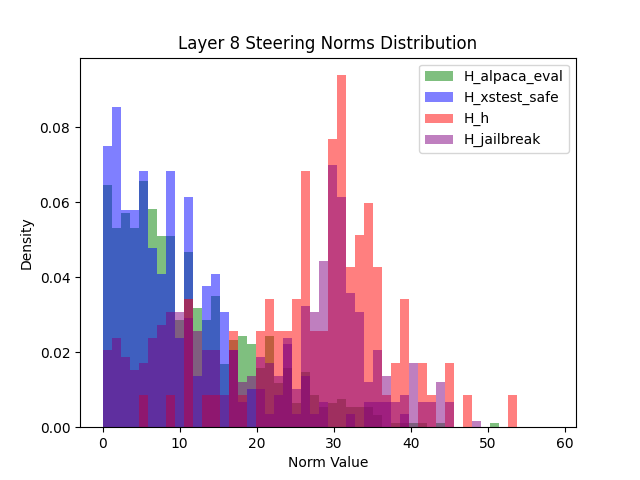 Layer 8 Steering Norms Distribution
H_alpaca_eval
H_xstest_safe
H_h
H_jailbreak
0.08
0.06
0.04
0.02
0.00
Density
0 10 20 30 40 50 60
Norm Value